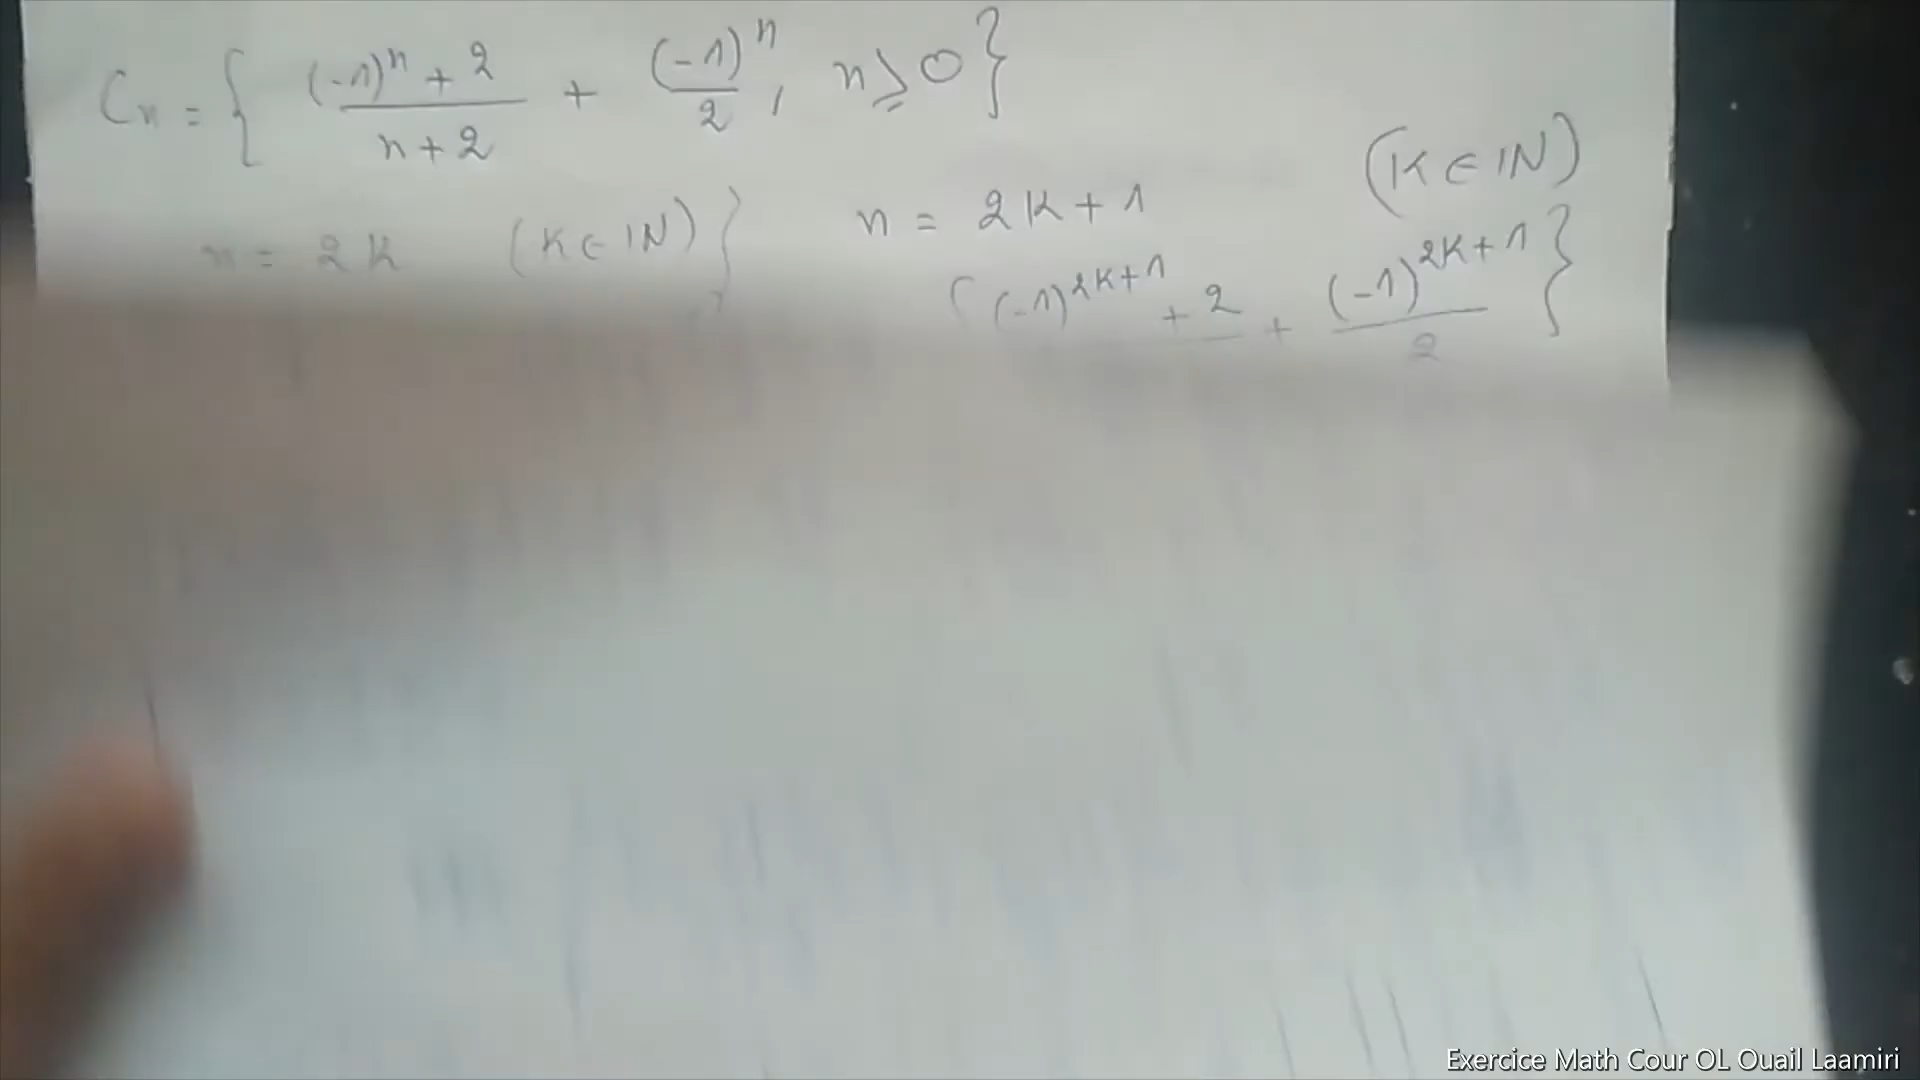 Cn = { (-1)ⁿ + 2 / n + 2 + (-1)ⁿ / 2, n ⩾ 0 }
n = 2K (K ∈ IN) }
n = 2K + 1 (K ∈ IN)
{ (-1)^2K+1 + 2 + (-1)^2K+1 / 2 }
Exercice Math Cour OL Ouail Laamiri